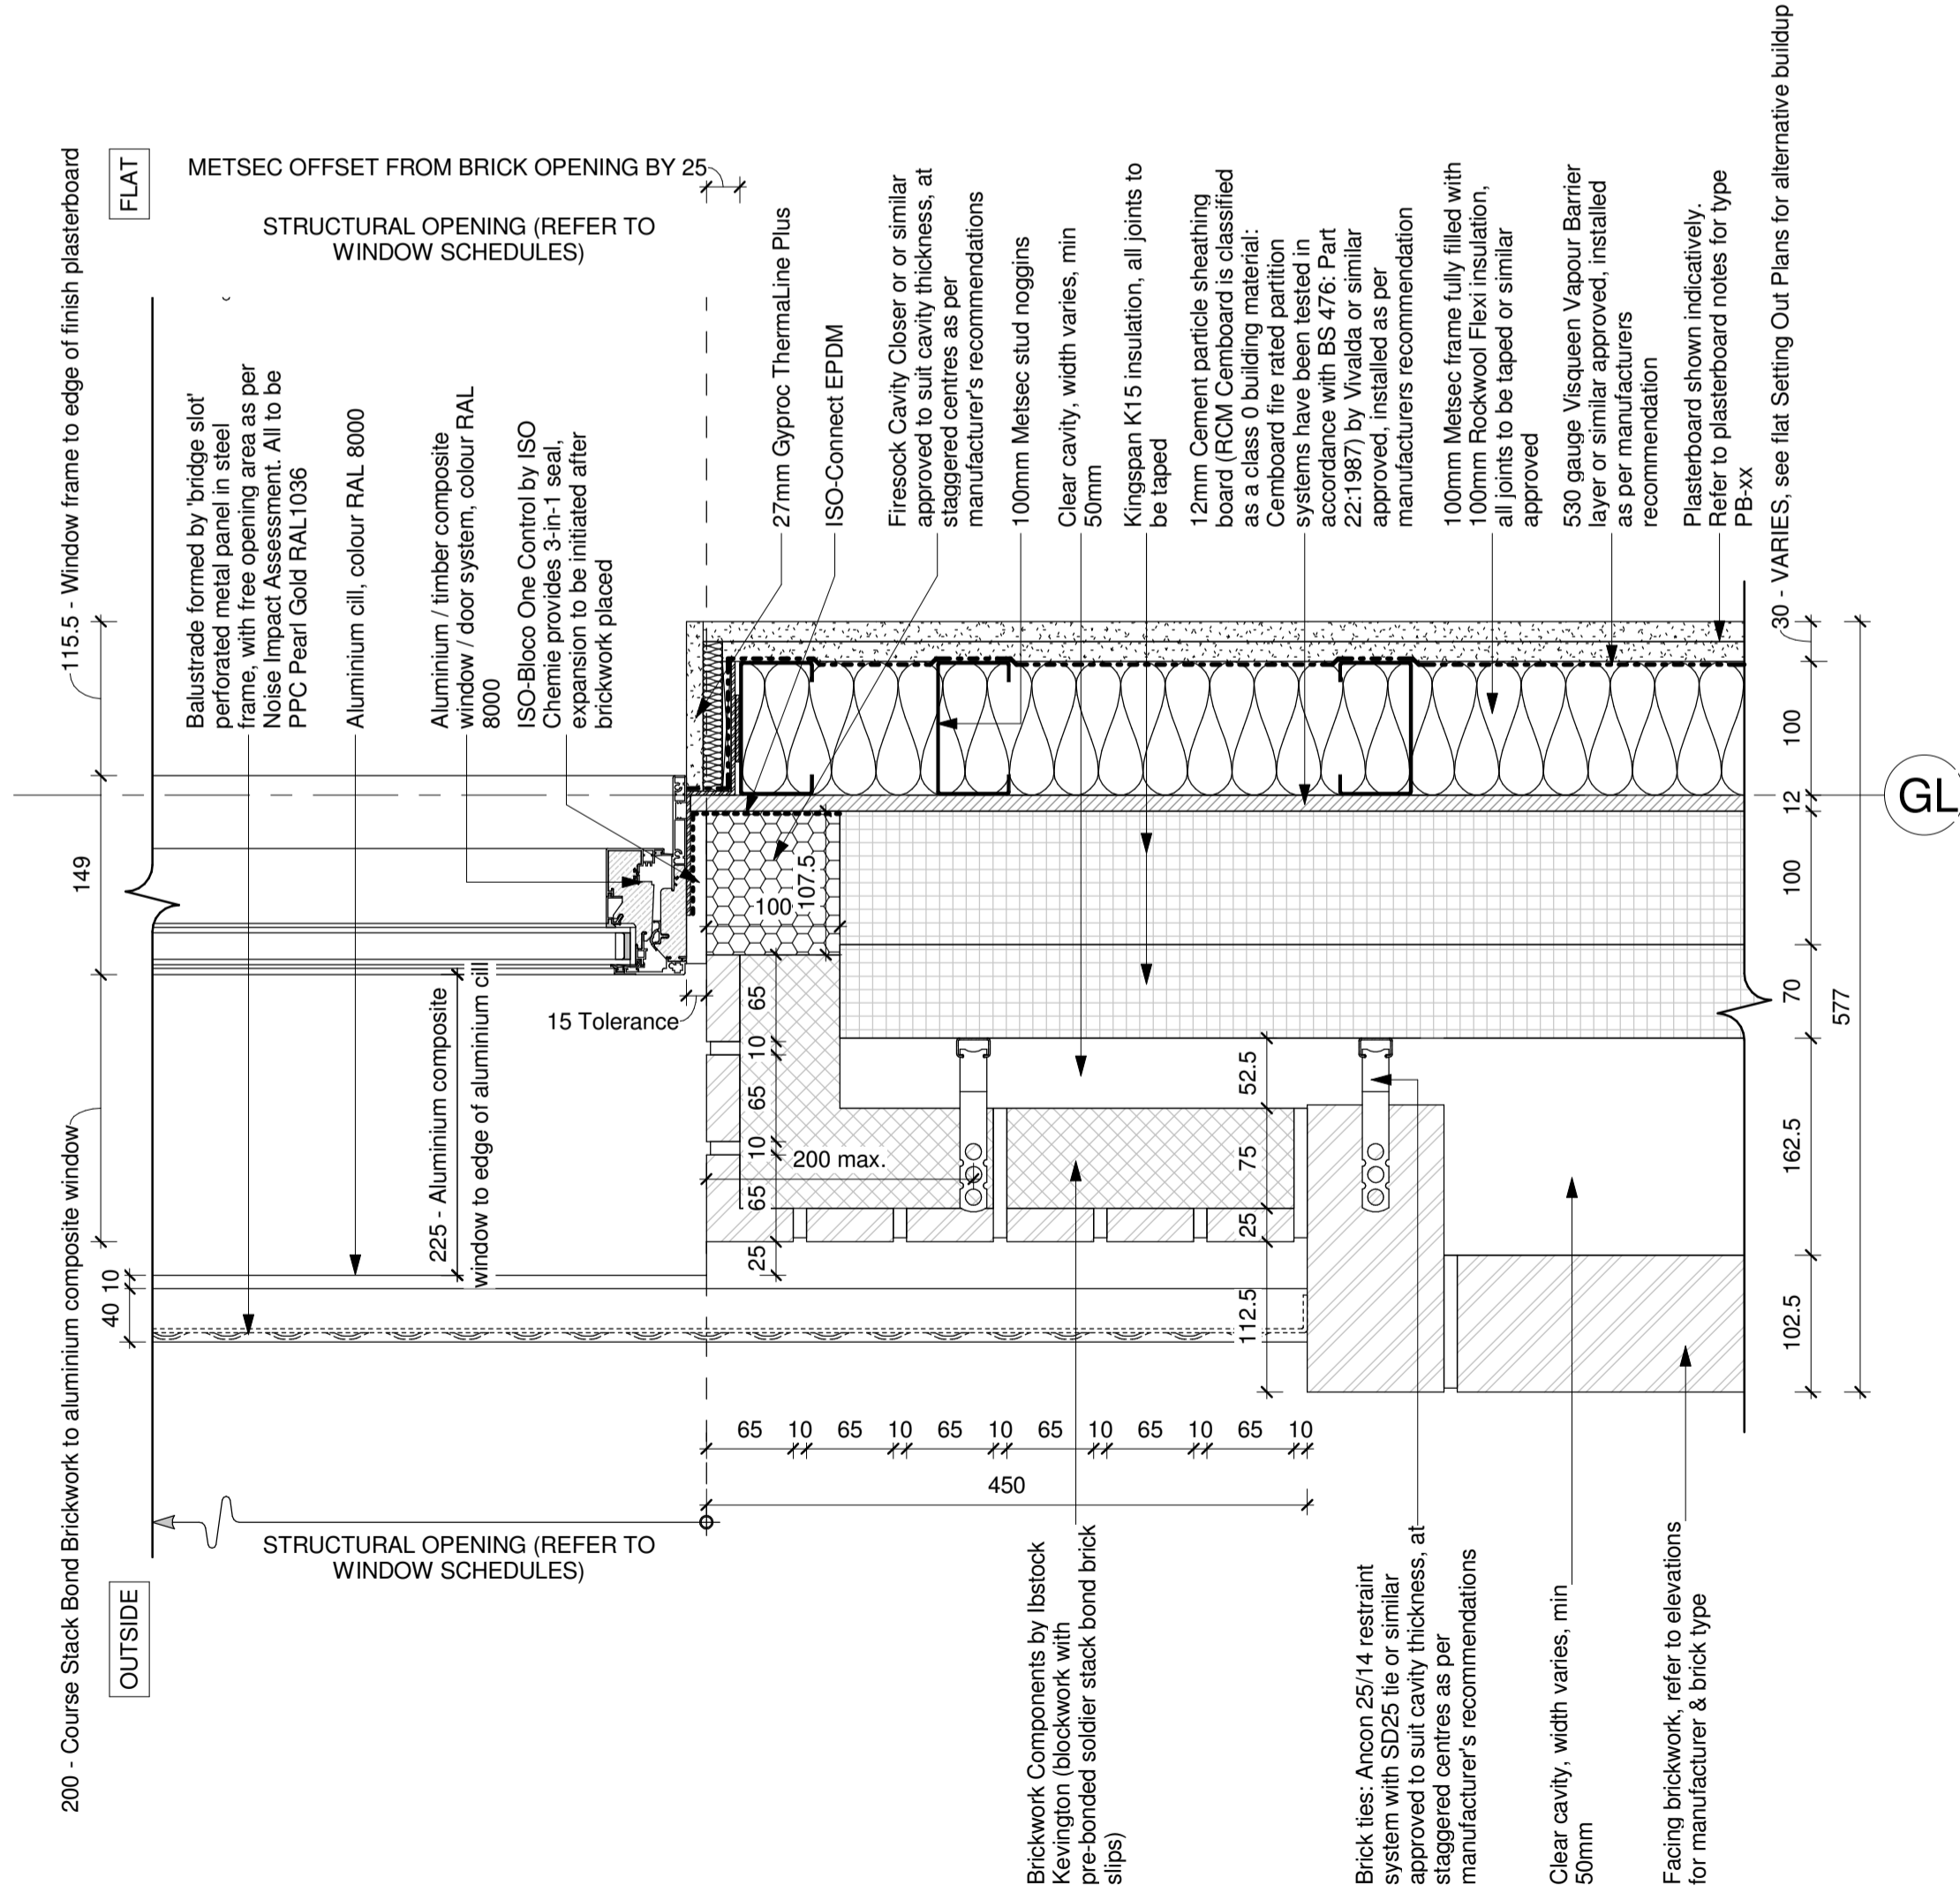 115.5 - Window frame to edge of finish plasterboard
149
200 - Course Stack Bond Brickwork to aluminium composite window
FLAT
OUTSIDE
METSEC OFFSET FROM BRICK OPENING BY 25
STRUCTURAL OPENING (REFER TO
WINDOW SCHEDULES)
Balustrade formed by 'bridge slot'
perforated metal panel in steel
frame, with free opening area as per
Noise Impact Assessment. All to be
PPC Pearl Gold RAL1036
Aluminium cill, colour RAL 8000
Aluminium / timber composite
window / door system, colour RAL
8000
ISO-Bloco One Control by ISO
Chemie provides 3-in-1 seal,
expansion to be initiated after
brickwork placed
27mm Gyproc ThermaLine Plus
ISO-Connect EPDM
Firesock Cavity Closer or or similar
approved to suit cavity thickness, at
staggered centres as per
manufacturer's recommendations
100mm Metsec stud noggins
Clear cavity, width varies, min
50mm
Kingspan K15 insulation, all joints to
be taped
12mm Cement particle sheathing
board (RCM Cemboard is classified
as a class 0 building material:
Cemboard fire rated partition
systems have been tested in
accordance with BS 476: Part
22:1987) by Vivalda or similar
approved, installed as per
manufacturers recommendation
100mm Metsec frame fully filled with
100mm Rockwool Flexi insulation,
all joints to be taped or similar
approved
530 gauge Visqueen Vapour Barrier
layer or similar approved, installed
as per manufacturers
recommendation
Plasterboard shown indicatively.
Refer to plasterboard notes for type
PB-xx
30 - VARIES, see flat Setting Out Plans for alternative buildup
100
12
100
70
162.5
102.5
577
GL
100
107.5
15 Tolerance
225 - Aluminium composite
window to edge of aluminium cill
10
40
65
10
65
10
65
25
200 max.
52.5
75
25
112.5
65
10
65
10
65
10
65
10
65
10
65
10
450
STRUCTURAL OPENING (REFER TO
WINDOW SCHEDULES)
Brickwork Components by Ibstock
Kevington (blockwork with
pre-bonded soldier stack bond brick
slips)
Brick ties: Ancon 25/14 restraint
system with SD25 tie or similar
approved to suit cavity thickness, at
staggered centres as per
manufacturer's recommendations
Clear cavity, width varies, min
50mm
Facing brickwork, refer to elevations
for manufacturer & brick type